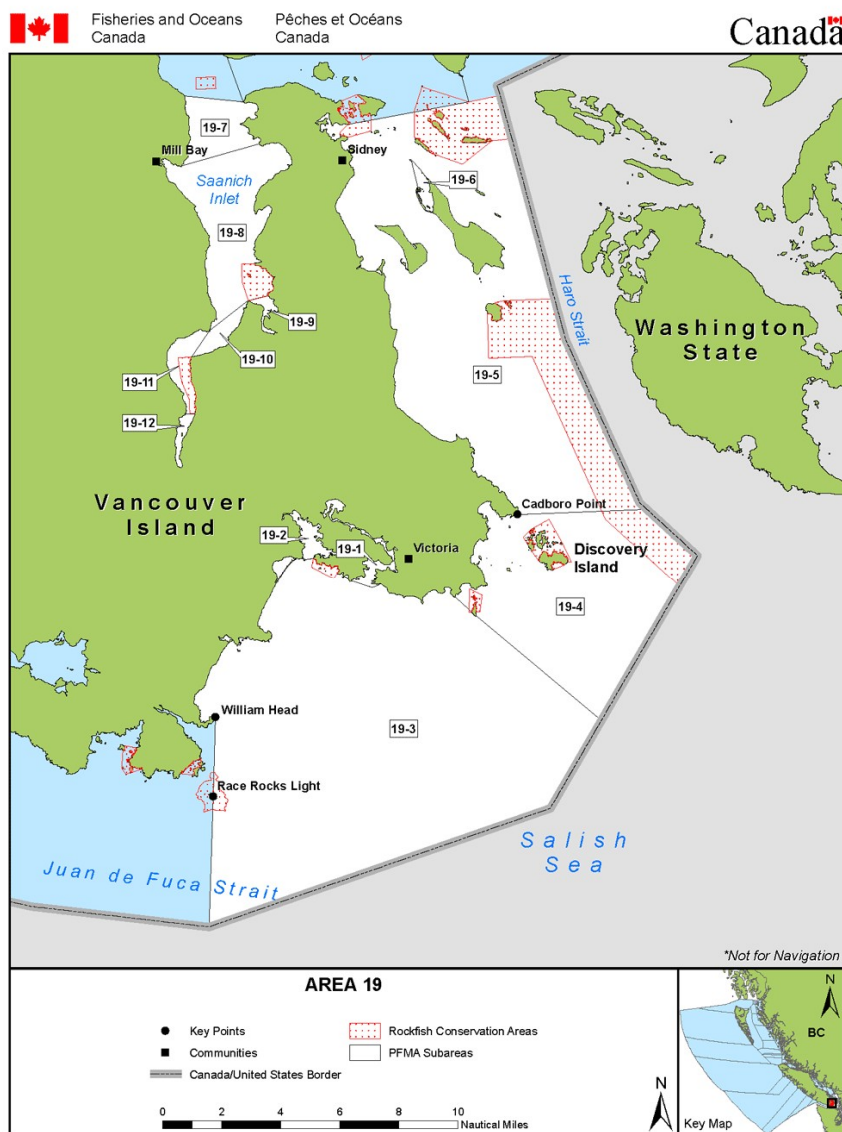 Fisheries and Oceans
Canada
Pêches et Océans
Canada
Canada
19-7
Mill Bay
Sidney
Saanich
Inlet
19-6
19-8
Haro Strait
19-9
Washington
State
19-10
19-11
19-5
19-12
Vancouver
Island
Cadboro Point
19-2
19-1
Victoria
Discovery
Island
19-4
William Head
19-3
Race Rocks Light
Salish
Sea
Juan de Fuca Strait
*Not for Navigation
AREA 19
Key Points
Rockfish Conservation Areas
Communities
PFMA Subareas
Canada/United States Border
0 2 4 6 8 10
Nautical Miles
N
N
BC
Key Map